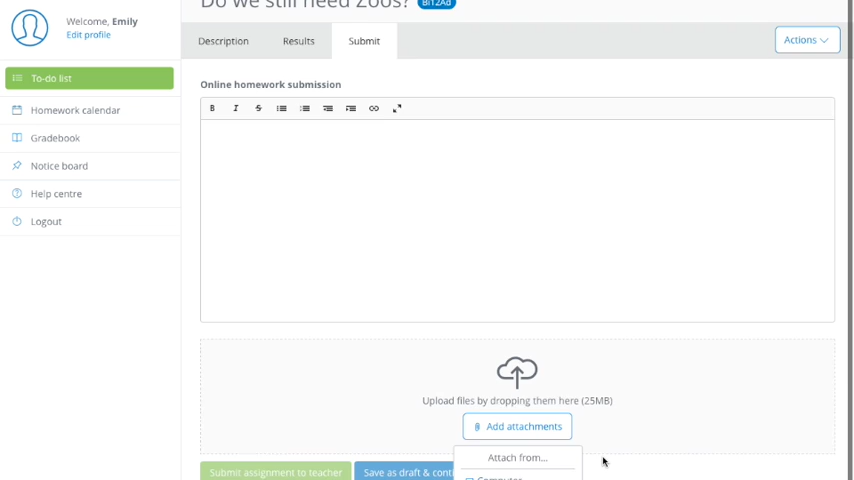 Do we still need Zoos? Bi12Ad
Welcome, Emily
Edit profile
Description Results Submit Actions
To-do list
Online homework submission
B I S
Homework calendar
Gradebook
Notice board
Help centre
Logout
Upload files by dropping them here (25MB)
Add attachments
Attach from...
Submit assignment to teacher Save as draft & conti
Computer